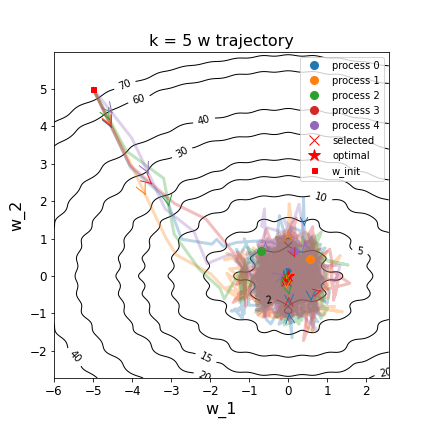 k = 5 w trajectory
process 0
process 1
process 2
process 3
process 4
selected
optimal
w_init
70
60
40
30
10
5
2
40
15
20
20
w_2
5
4
3
2
1
0
−1
−2
−6
−5
−4
−3
−2
−1
0
1
2
w_1